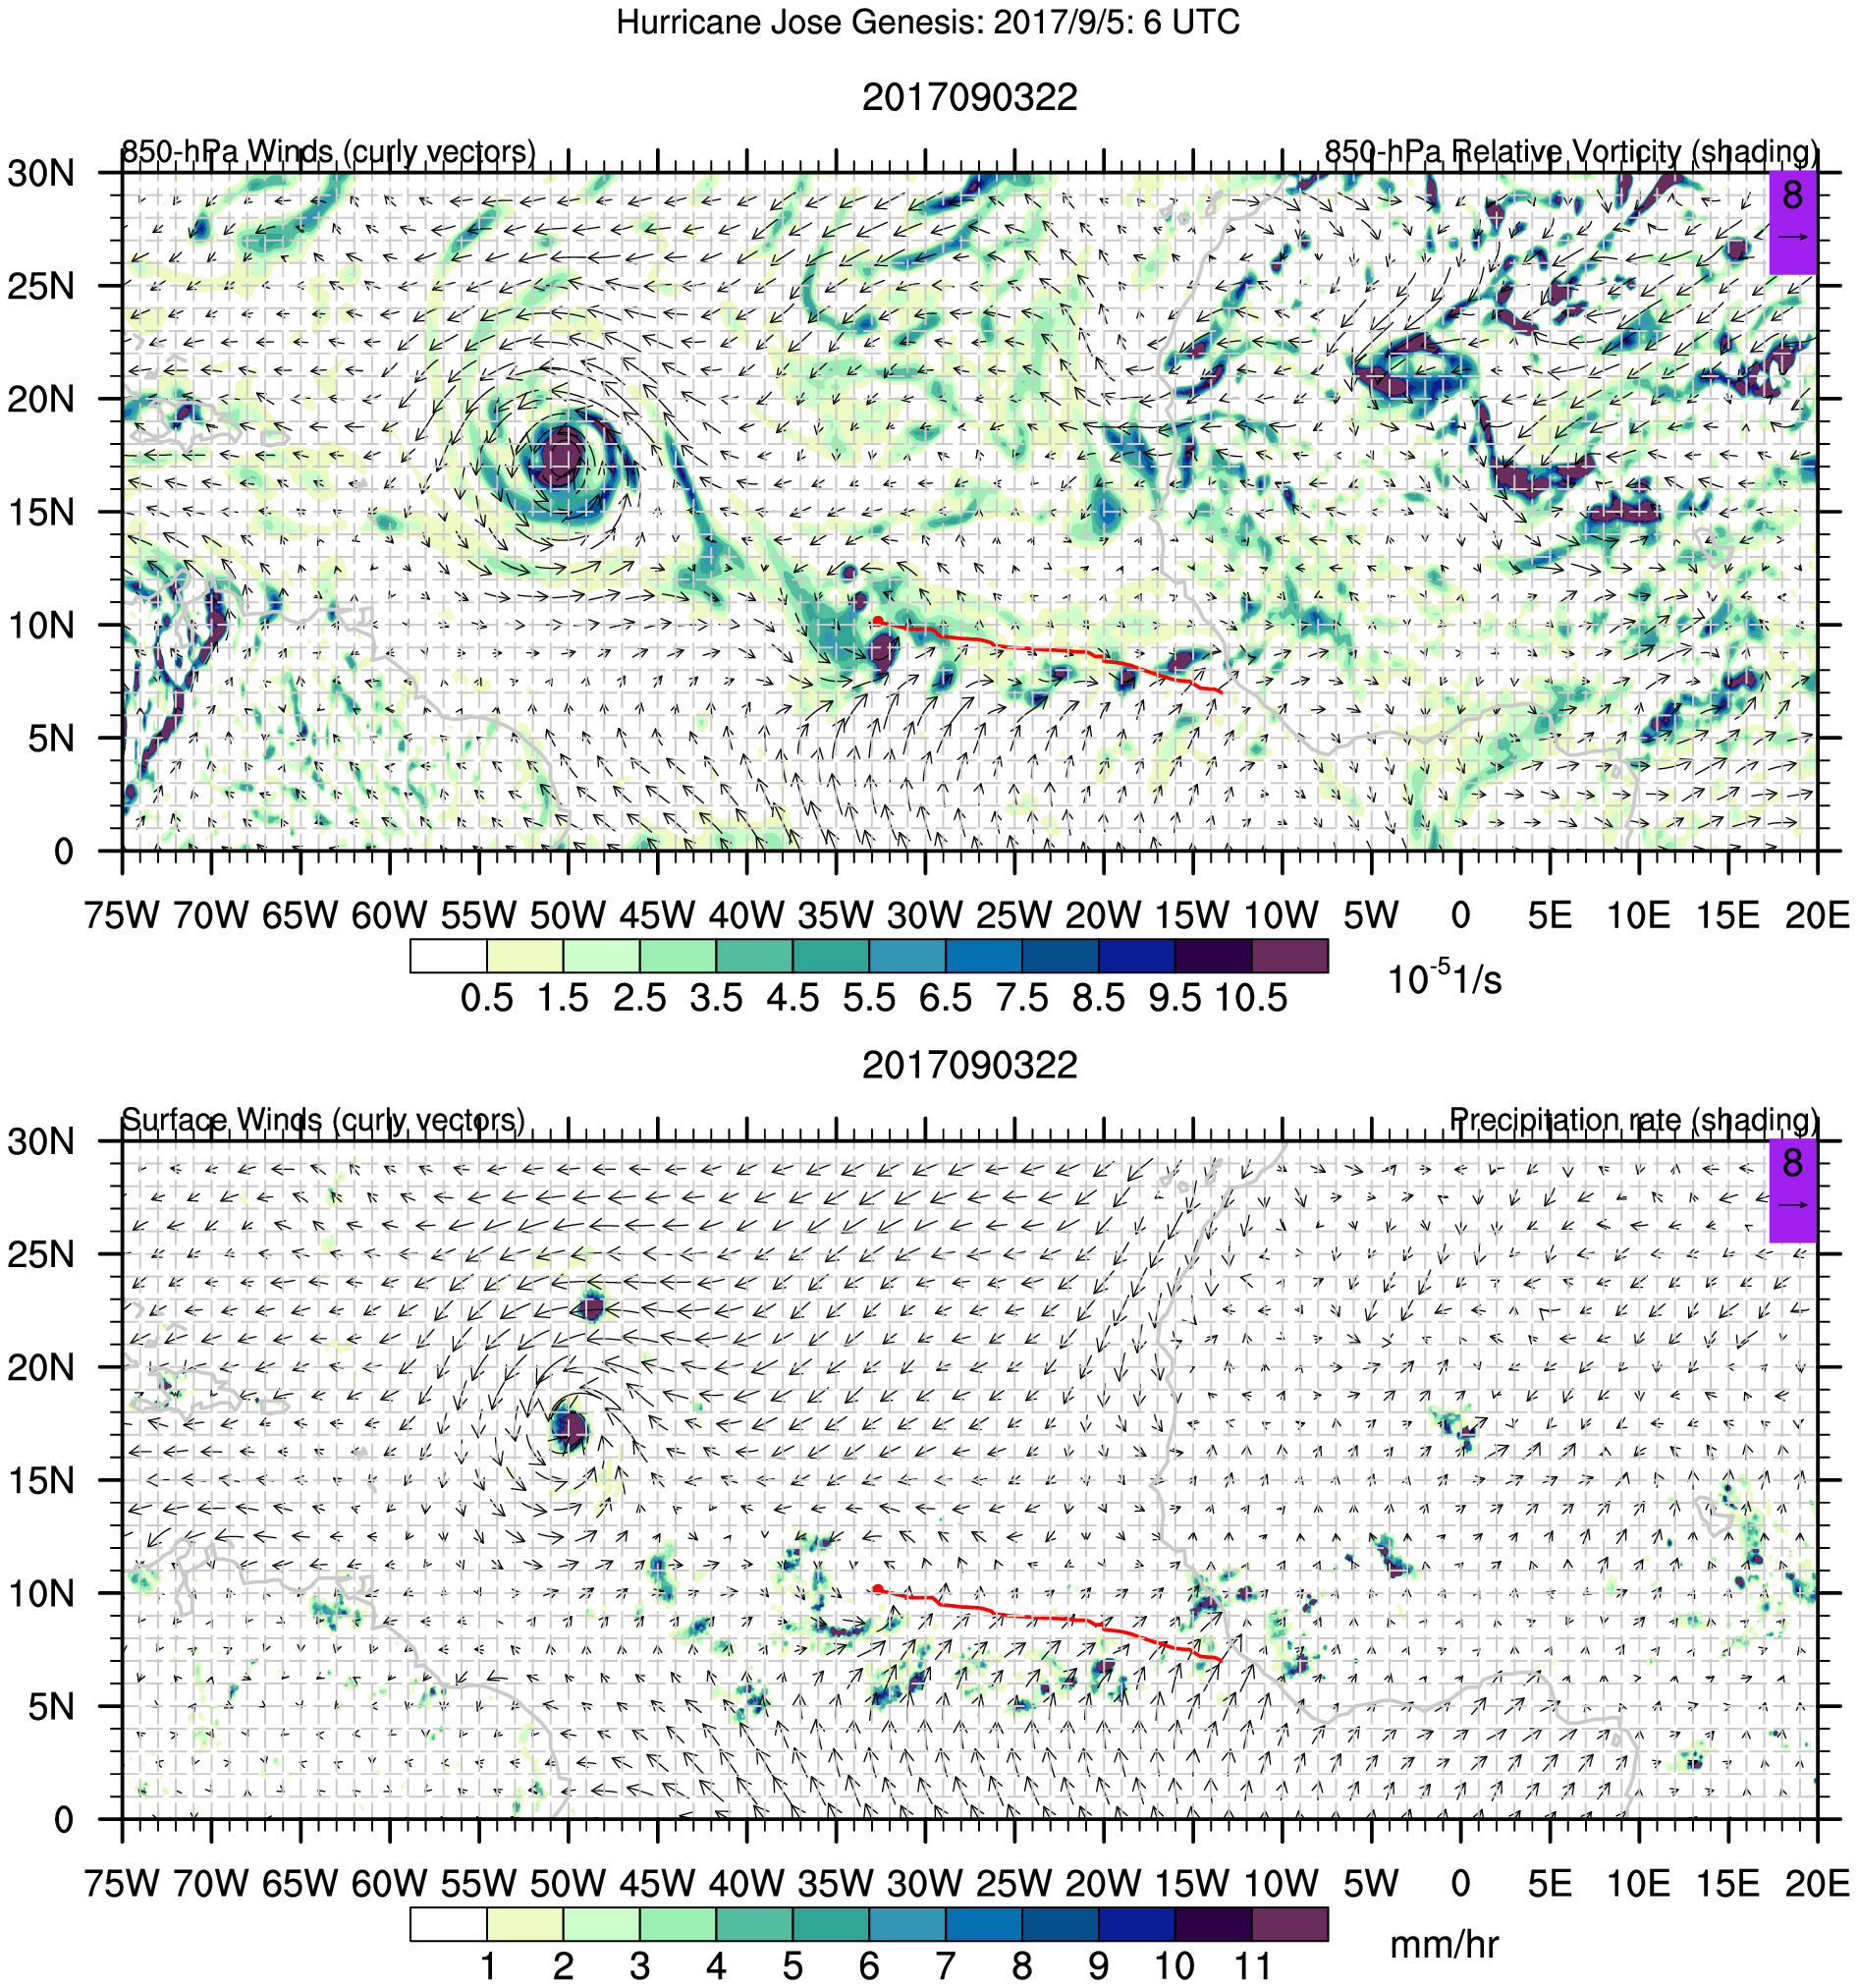 Hurricane Jose Genesis: 2017/9/5: 6 UTC
2017090322
850-hPa Winds (curly vectors) 850-hPa Relative Vorticity (shading)
30N
8
25N
20N
15N
10N
5N
0
75W 70W 65W 60W 55W 50W 45W 40W 35W 30W 25W 20W 15W 10W 5W 0 5E 10E 15E 20E
0.5 1.5 2.5 3.5 4.5 5.5 6.5 7.5 8.5 9.5 10.5
10⁻⁵1/s
2017090322
Surface Winds (curly vectors) Precipitation rate (shading)
30N
8
25N
20N
15N
10N
5N
0
75W 70W 65W 60W 55W 50W 45W 40W 35W 30W 25W 20W 15W 10W 5W 0 5E 10E 15E 20E
1 2 3 4 5 6 7 8 9 10 11
mm/hr